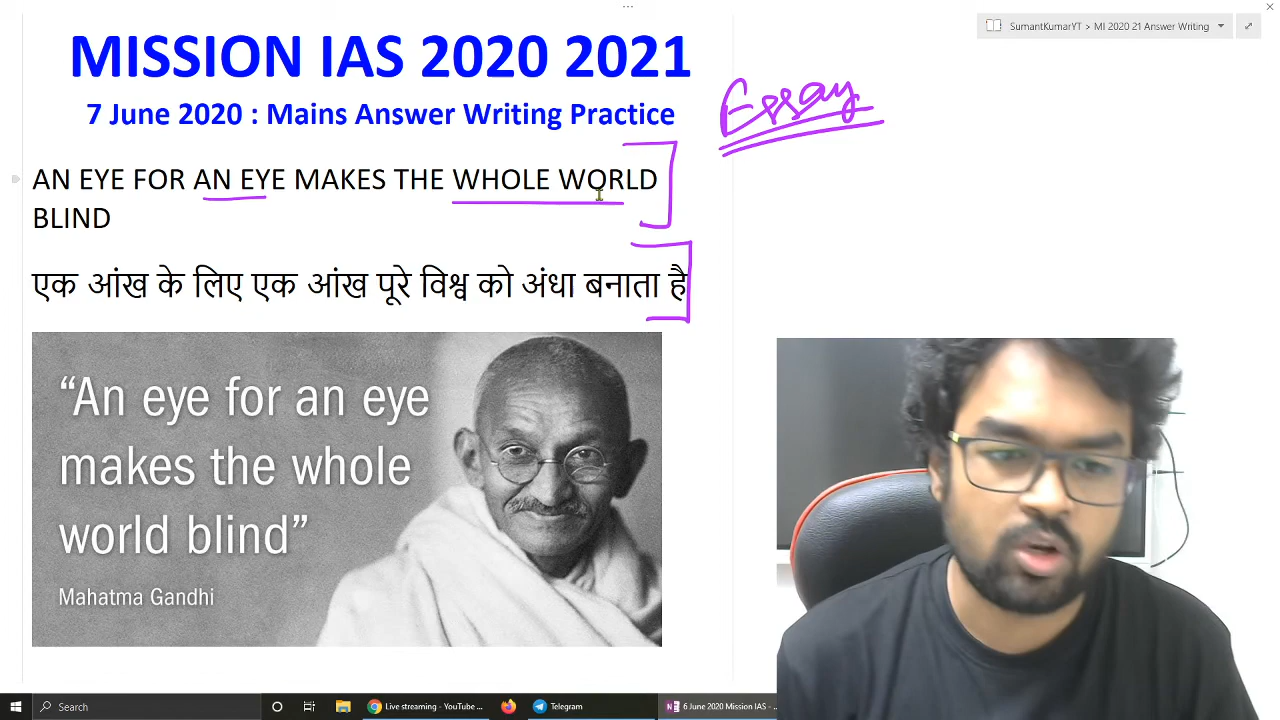 SumantKumarYT > MI 2020 21 Answer Writing
MISSION IAS 2020 2021
7 June 2020 : Mains Answer Writing Practice
Essay
AN EYE FOR AN EYE MAKES THE WHOLE WORLD
BLIND
एक आंख के लिए एक आंख पूरे विश्व को अंधा बनाता है
“An eye for an eye
makes the whole
world blind”
Mahatma Gandhi
Search
Live streaming - YouTube ...
Telegram
6 June 2020 Mission IAS - ...